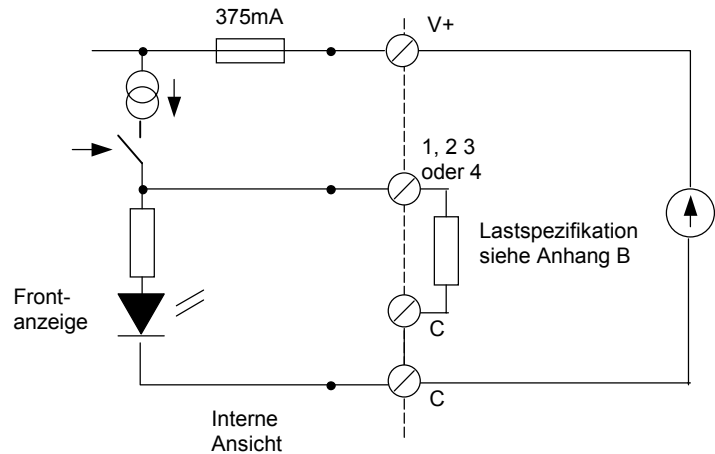 375mA
V+
1, 2 3
oder 4
Lastspezifikation
siehe Anhang B
Front-
anzeige
C
C
Interne
Ansicht